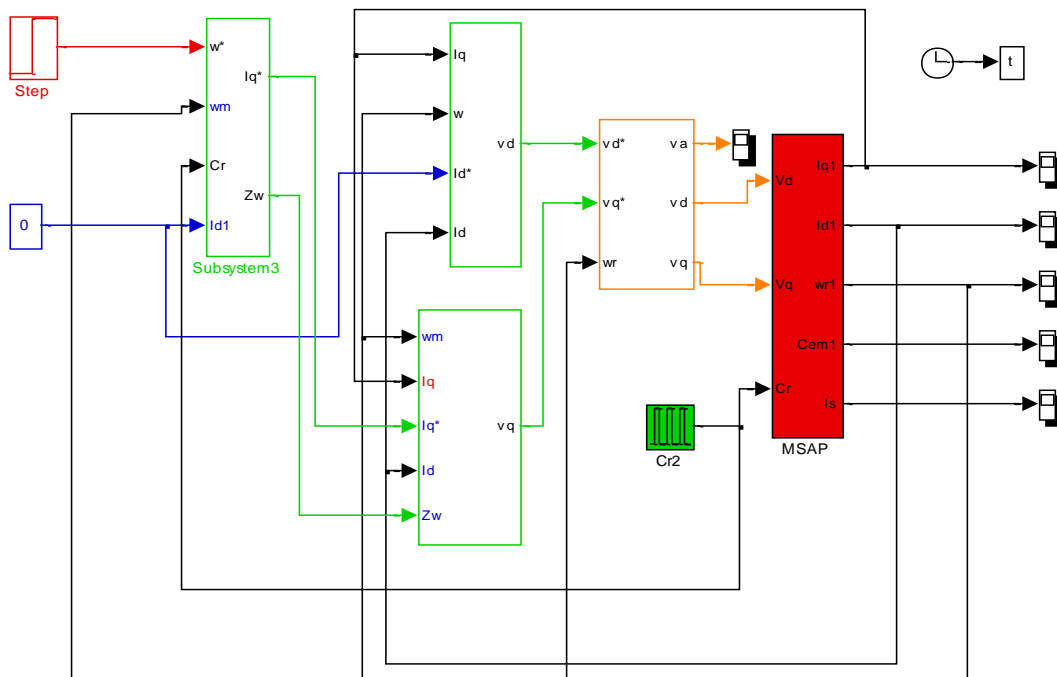 Step
0
w*
wm
Cr
Id1
Iq*
Zw
Subsystem3
Iq
w
Id*
Id
vd
wm
Iq
Iq*
Id
Zw
vq
vd*
vq*
wr
va
vd
vq
Cr2
Vd
Vq
Cr
Iq1
Id1
wr1
Cem1
Is
MSAP
t